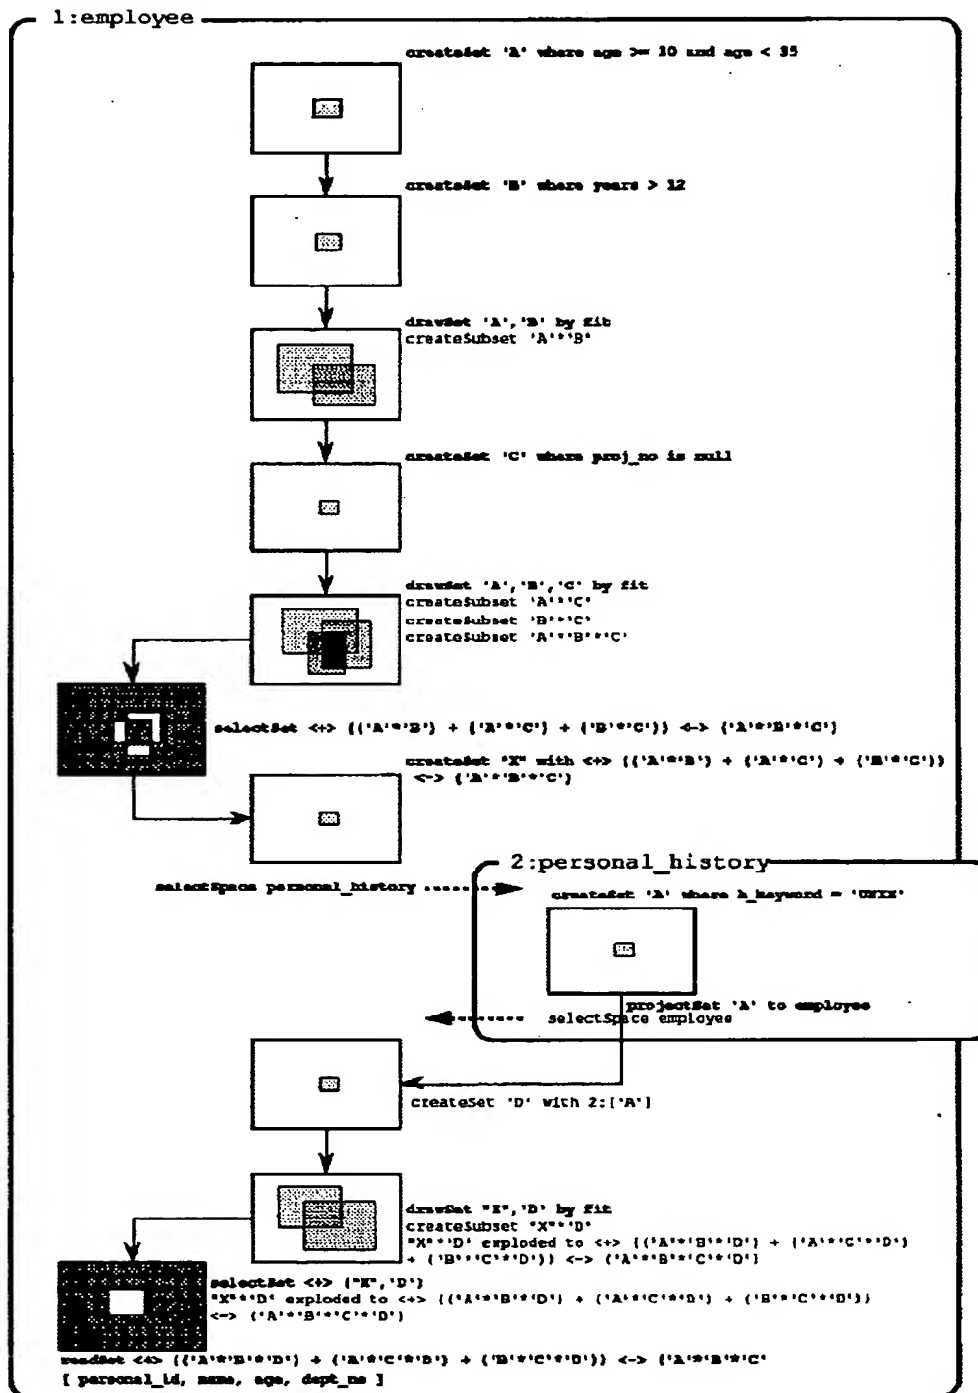 1:employee
createSet 'A' where age >= 30 and age < 35
createSet 'B' where years > 12
drawSet 'A','B' by fit
createSubset 'A'*'B'
createSet 'C' where proj_no is null
drawSet 'A','B','C' by fit
createSubset 'A'*'C'
createSubset 'B'*'C'
createSubset 'A'*'B'*'C'
selectSet <+> {('A'*'B') + ('A'*'C') + ('B'*'C')} <-> {'A'*'B'*'C'}
createSet "X" with <+> {('A'*'B') + ('A'*'C') + ('B'*'C')}
<-> {'A'*'B'*'C'}
2:personal_history
selectSpace personal_history
createSet 'A' where h_keyword = 'UNIX'
projectSet 'A' to employee
selectSpace employee
createSet 'D' with 2:['A']
drawSet "X",'D' by fit
createSubset "X"*'D'
"X"*'D' exploded to <+> {('A'*'B'*'D') + ('A'*'C'*'D')
+ ('B'*'C'*'D')} <-> {'A'*'B'*'C'*'D'}
selectSet <+> {"X",'D'}
"X"*'D' exploded to <+> {('A'*'B'*'D') + ('A'*'C'*'D') + ('B'*'C'*'D')}
<-> {'A'*'B'*'C'*'D'}
readSet <+> {('A'*'B'*'D') + ('A'*'C'*'D') + ('B'*'C'*'D')} <-> {'A'*'B'*'C'
[ personal_id, name, age, dept_no ]